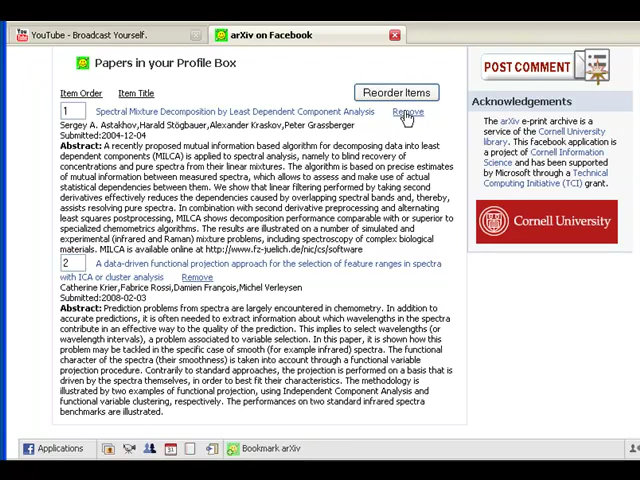 YouTube - Broadcast Yourself.
arXiv on Facebook
Papers in your Profile Box
Item Order
Item Title
Reorder Items
1
Spectral Mixture Decomposition by Least Dependent Component Analysis
Remove
Sergey A. Astakhov,Harald Stögbauer,Alexander Kraskov,Peter Grassberger
Submitted:2004-12-04
Abstract: A recently proposed mutual information based algorithm for decomposing data into least
dependent components (MILCA) is applied to spectral analysis, namely to blind recovery of
concentrations and pure spectra from their linear mixtures. The algorithm is based on precise estimates
of mutual information between measured spectra, which allows to assess and make use of actual
statistical dependencies between them. We show that linear filtering performed by taking second
derivatives effectively reduces the dependencies caused by overlapping spectral bands and, thereby,
assists resolving pure spectra. In combination with second derivative preprocessing and alternating
least squares postprocessing, MILCA shows decomposition performance comparable with or superior to
specialized chemometrics algorithms. The results are illustrated on a number of simulated and
experimental (infrared and Raman) mixture problems, including spectroscopy of complex biological
materials. MILCA is available online at http://www.fz-juelich.de/nic/cs/software
2
A data-driven functional projection approach for the selection of feature ranges in spectra
with ICA or cluster analysis
Remove
Catherine Krier,Fabrice Rossi,Damien François,Michel Verleysen
Submitted:2008-02-03
Abstract: Prediction problems from spectra are largely encountered in chemometry. In addition to
accurate predictions, it is often needed to extract information about which wavelengths in the spectra
contribute in an effective way to the quality of the prediction. This implies to select wavelengths (or
wavelength intervals), a problem associated to variable selection. In this paper, it is shown how this
problem may be tackled in the specific case of smooth (for example infrared) spectra. The functional
character of the spectra (their smoothness) is taken into account through a functional variable
projection procedure. Contrarily to standard approaches, the projection is performed on a basis that is
driven by the spectra themselves, in order to best fit their characteristics. The methodology is
illustrated by two examples of functional projection, using Independent Component Analysis and
functional variable clustering, respectively. The performances on two standard infrared spectra
benchmarks are illustrated.
POST COMMENT
Acknowledgements
The arXiv e-print archive is a
service of the Cornell University
library. This facebook application
is a project of Cornell Information
Science and has been supported
by Microsoft through a Technical
Computing Initiative (TCI) grant.
Cornell University
Applications
31
Bookmark arXiv